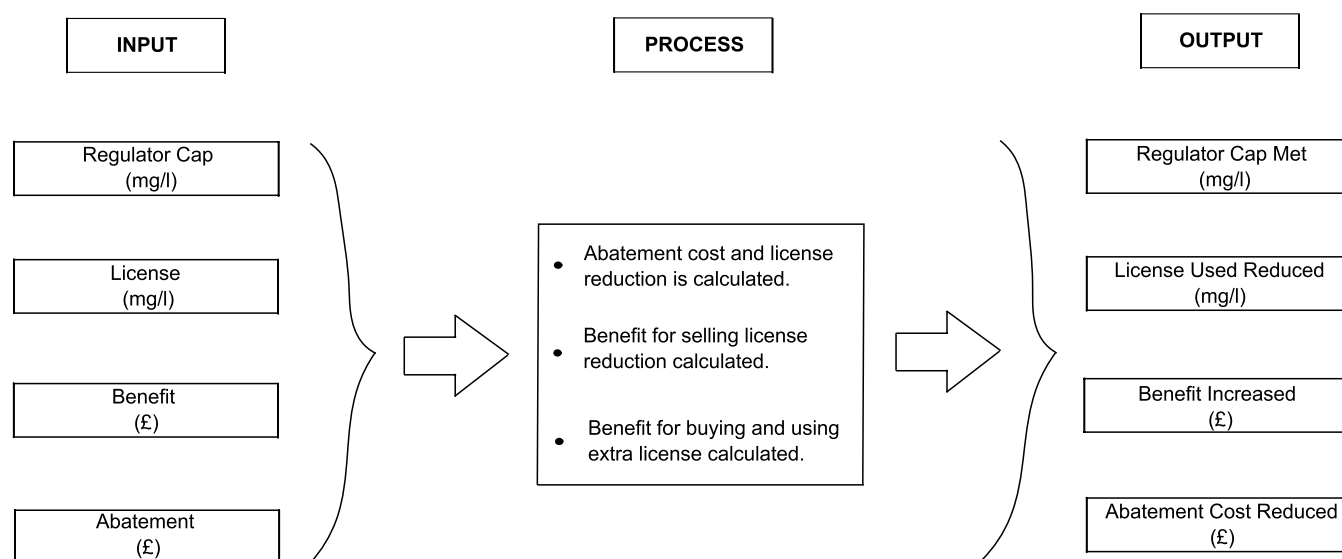 INPUT
PROCESS
OUTPUT
Regulator Cap
(mg/l)
License
(mg/l)
Benefit
(£)
Abatement
(£)
• Abatement cost and license
reduction is calculated.
• Benefit for selling license
reduction calculated.
• Benefit for buying and using
extra license calculated.
Regulator Cap Met
(mg/l)
License Used Reduced
(mg/l)
Benefit Increased
(£)
Abatement Cost Reduced
(£)